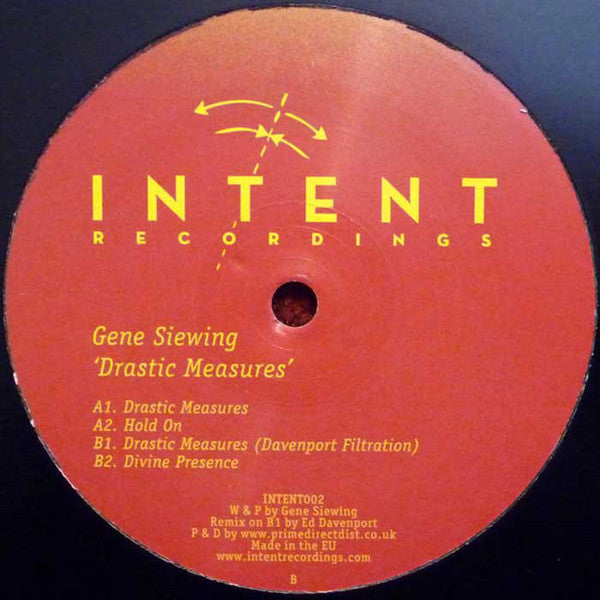 INTENT
RECORDINGS
Gene Siewing
‘Drastic Measures’
A1. Drastic Measures
A2. Hold On
B1. Drastic Measures (Davenport Filtration)
B2. Divine Presence
INTENT002
W & P by Gene Siewing
Remix on B1 by Ed Davenport
P & D by www.primedirectdist.co.uk
Made in the EU
www.intentrecordings.com
B